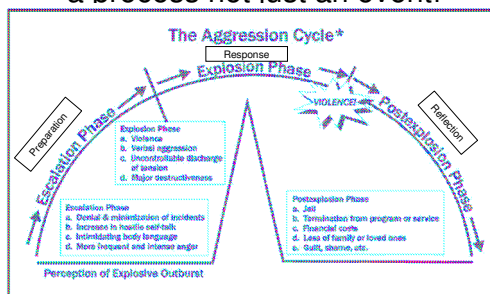 a process not just an event.
The Aggression Cycle*
Response
Explosion Phase
VIOLENCE!
Preparation
Escalation Phase
Reflection
Postexplosion Phase
Explosion Phase
a. Violence
b. Verbal aggression
c. Uncontrollable discharge
of tension
d. Major destructiveness
Escalation Phase
a. Denial & minimization of incidents
b. Increase in hostile self-talk
c. Intimidating body language
d. More frequent and intense anger
Postexplosion Phase
a. Jail
b. Termination from program or service
c. Financial costs
d. Loss of family or loved ones
e. Guilt, shame, etc.
Perception of Explosive Outburst